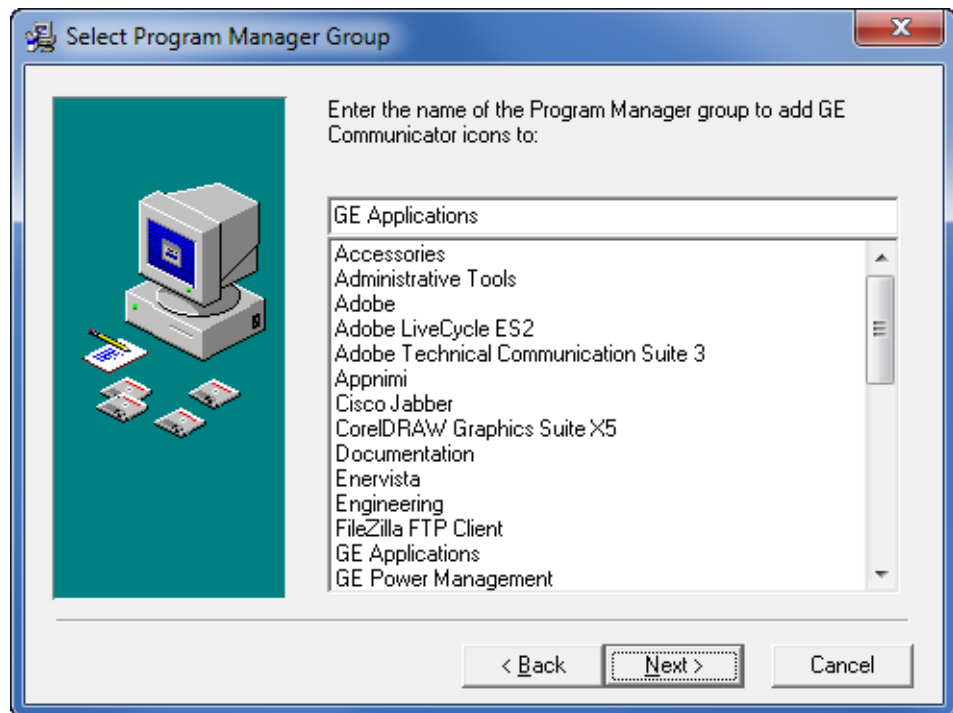 Select Program Manager Group
Enter the name of the Program Manager group to add GE
Communicator icons to:
GE Applications
Accessories
Administrative Tools
Adobe
Adobe LiveCycle ES2
Adobe Technical Communication Suite 3
Appnimi
Cisco Jabber
CorelDRAW Graphics Suite X5
Documentation
Enervista
Engineering
FileZilla FTP Client
GE Applications
GE Power Management
< Back
Next >
Cancel